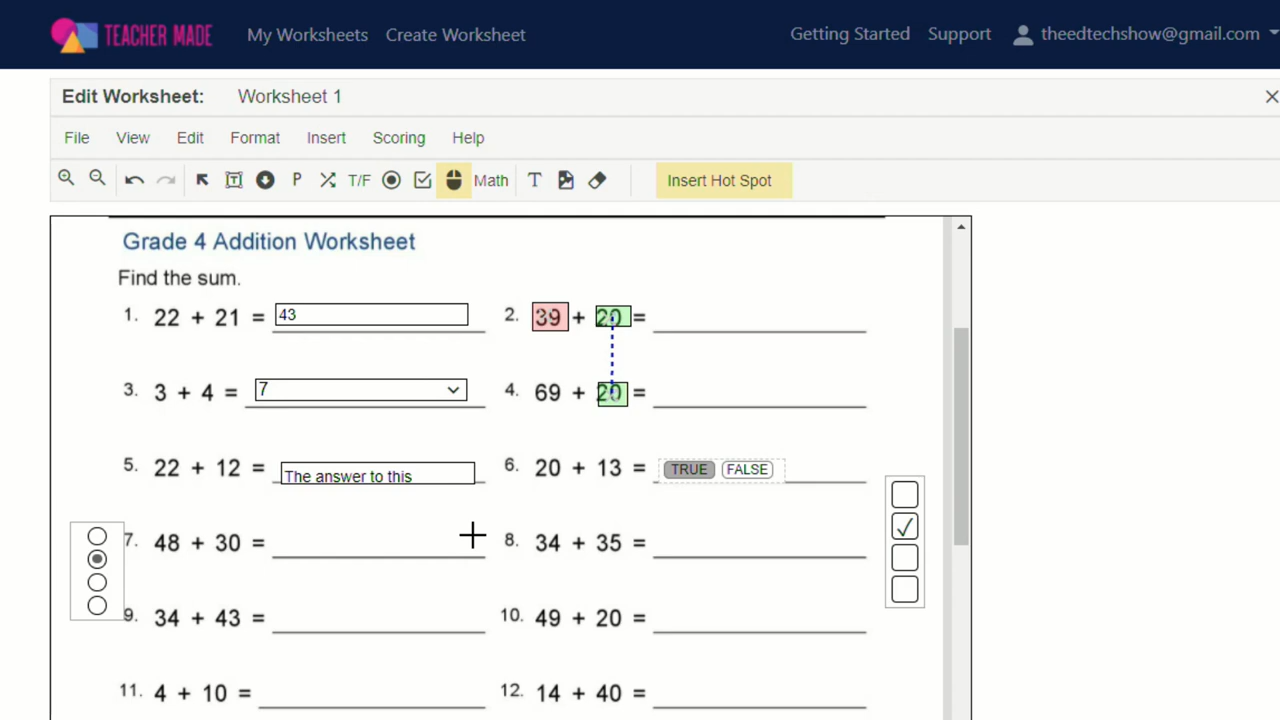 TEACHER MADE My Worksheets Create Worksheet Getting Started Support theedtechshow@gmail.com
Edit Worksheet: Worksheet 1
File View Edit Format Insert Scoring Help
T P T/F Math T Insert Hot Spot
Grade 4 Addition Worksheet
Find the sum.
1. 22 + 21 = 43
2. 39 + 20 =
3. 3 + 4 = 7
4. 69 + 20 =
5. 22 + 12 = The answer to this
6. 20 + 13 = TRUE FALSE
7. 48 + 30 =
8. 34 + 35 =
9. 34 + 43 =
10. 49 + 20 =
11. 4 + 10 =
12. 14 + 40 =